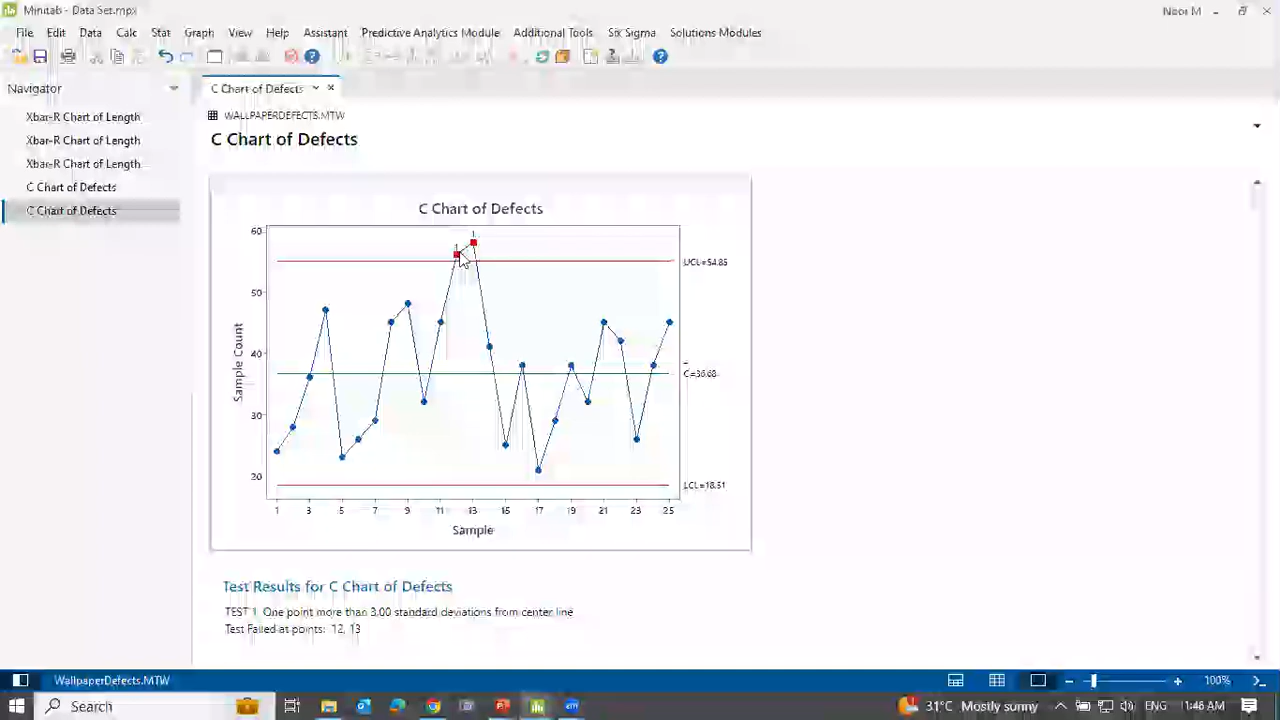 Minitab - Data Set.mpx
Noor M
File Edit Data Calc Stat Graph View Help Assistant Predictive Analytics Module Additional Tools Six Sigma Solutions Modules
Navigator
C Chart of Defects
Xbar-R Chart of Length
Xbar-R Chart of Length
Xbar-R Chart of Length
C Chart of Defects
C Chart of Defects
WALLPAPERDEFECTS.MTW
C Chart of Defects
C Chart of Defects
60
50
40
30
20
Sample Count
1
1
UCL=54.85
C̄=36.68
LCL=18.51
1 3 5 7 9 11 13 15 17 19 21 23 25
Sample
Test Results for C Chart of Defects
TEST 1. One point more than 3.00 standard deviations from center line
Test Failed at points: 12, 13
WallpaperDefects.MTW
100%
Search
31°C Mostly sunny
ENG
1:46 AM